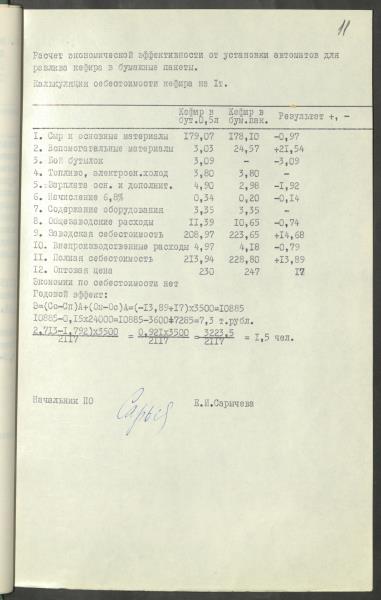 11
Расчет экономической эффективности от установки автоматов для
разлива кефира в бумажные пакеты.
Калькуляция себестоимости кефира на 1т.
Кефир в бут.0,5л Кефир в бум.пак. Результат +, -
1. Сыр и основные материалы 179,07 178,10 -0,97
2. Вспомогательные материалы 3,03 24,57 +21,54
3. Бой бутылок 3,09 - -3,09
4. Топливо, электроэн.холод 3,80 3,80 -
5. Зарплата осн. и дополнит. 4,90 2,98 -1,92
6. Начисление 6,8% 0,34 0,20 -0,14
7. Содержание оборудования 3,35 3,35 -
8. Общезаводские расходы 11,39 10,65 -0,74
9. Заводская себестоимость 208,97 223,65 +14,68
10. Внепроизводственные расходы 4,97 4,18 -0,79
11. Полная себестоимость 213,94 228,80 +13,89
12. Оптовая цена 230 247 17
Экономии по себестоимости нет
Годовой эффект:
Э=(Со-Сп)А+(Оп-Оо)А=(-13,89+17)х3500=10885
10885-0,15х24000=10885-3600=7285=7,3 т.рубл.
2,713-1,792)х3500 = 0,921х3500 = 3223,5 = 1,5 чел.
2117 2117 2117
Начальник ПО Е.И.Сарычева